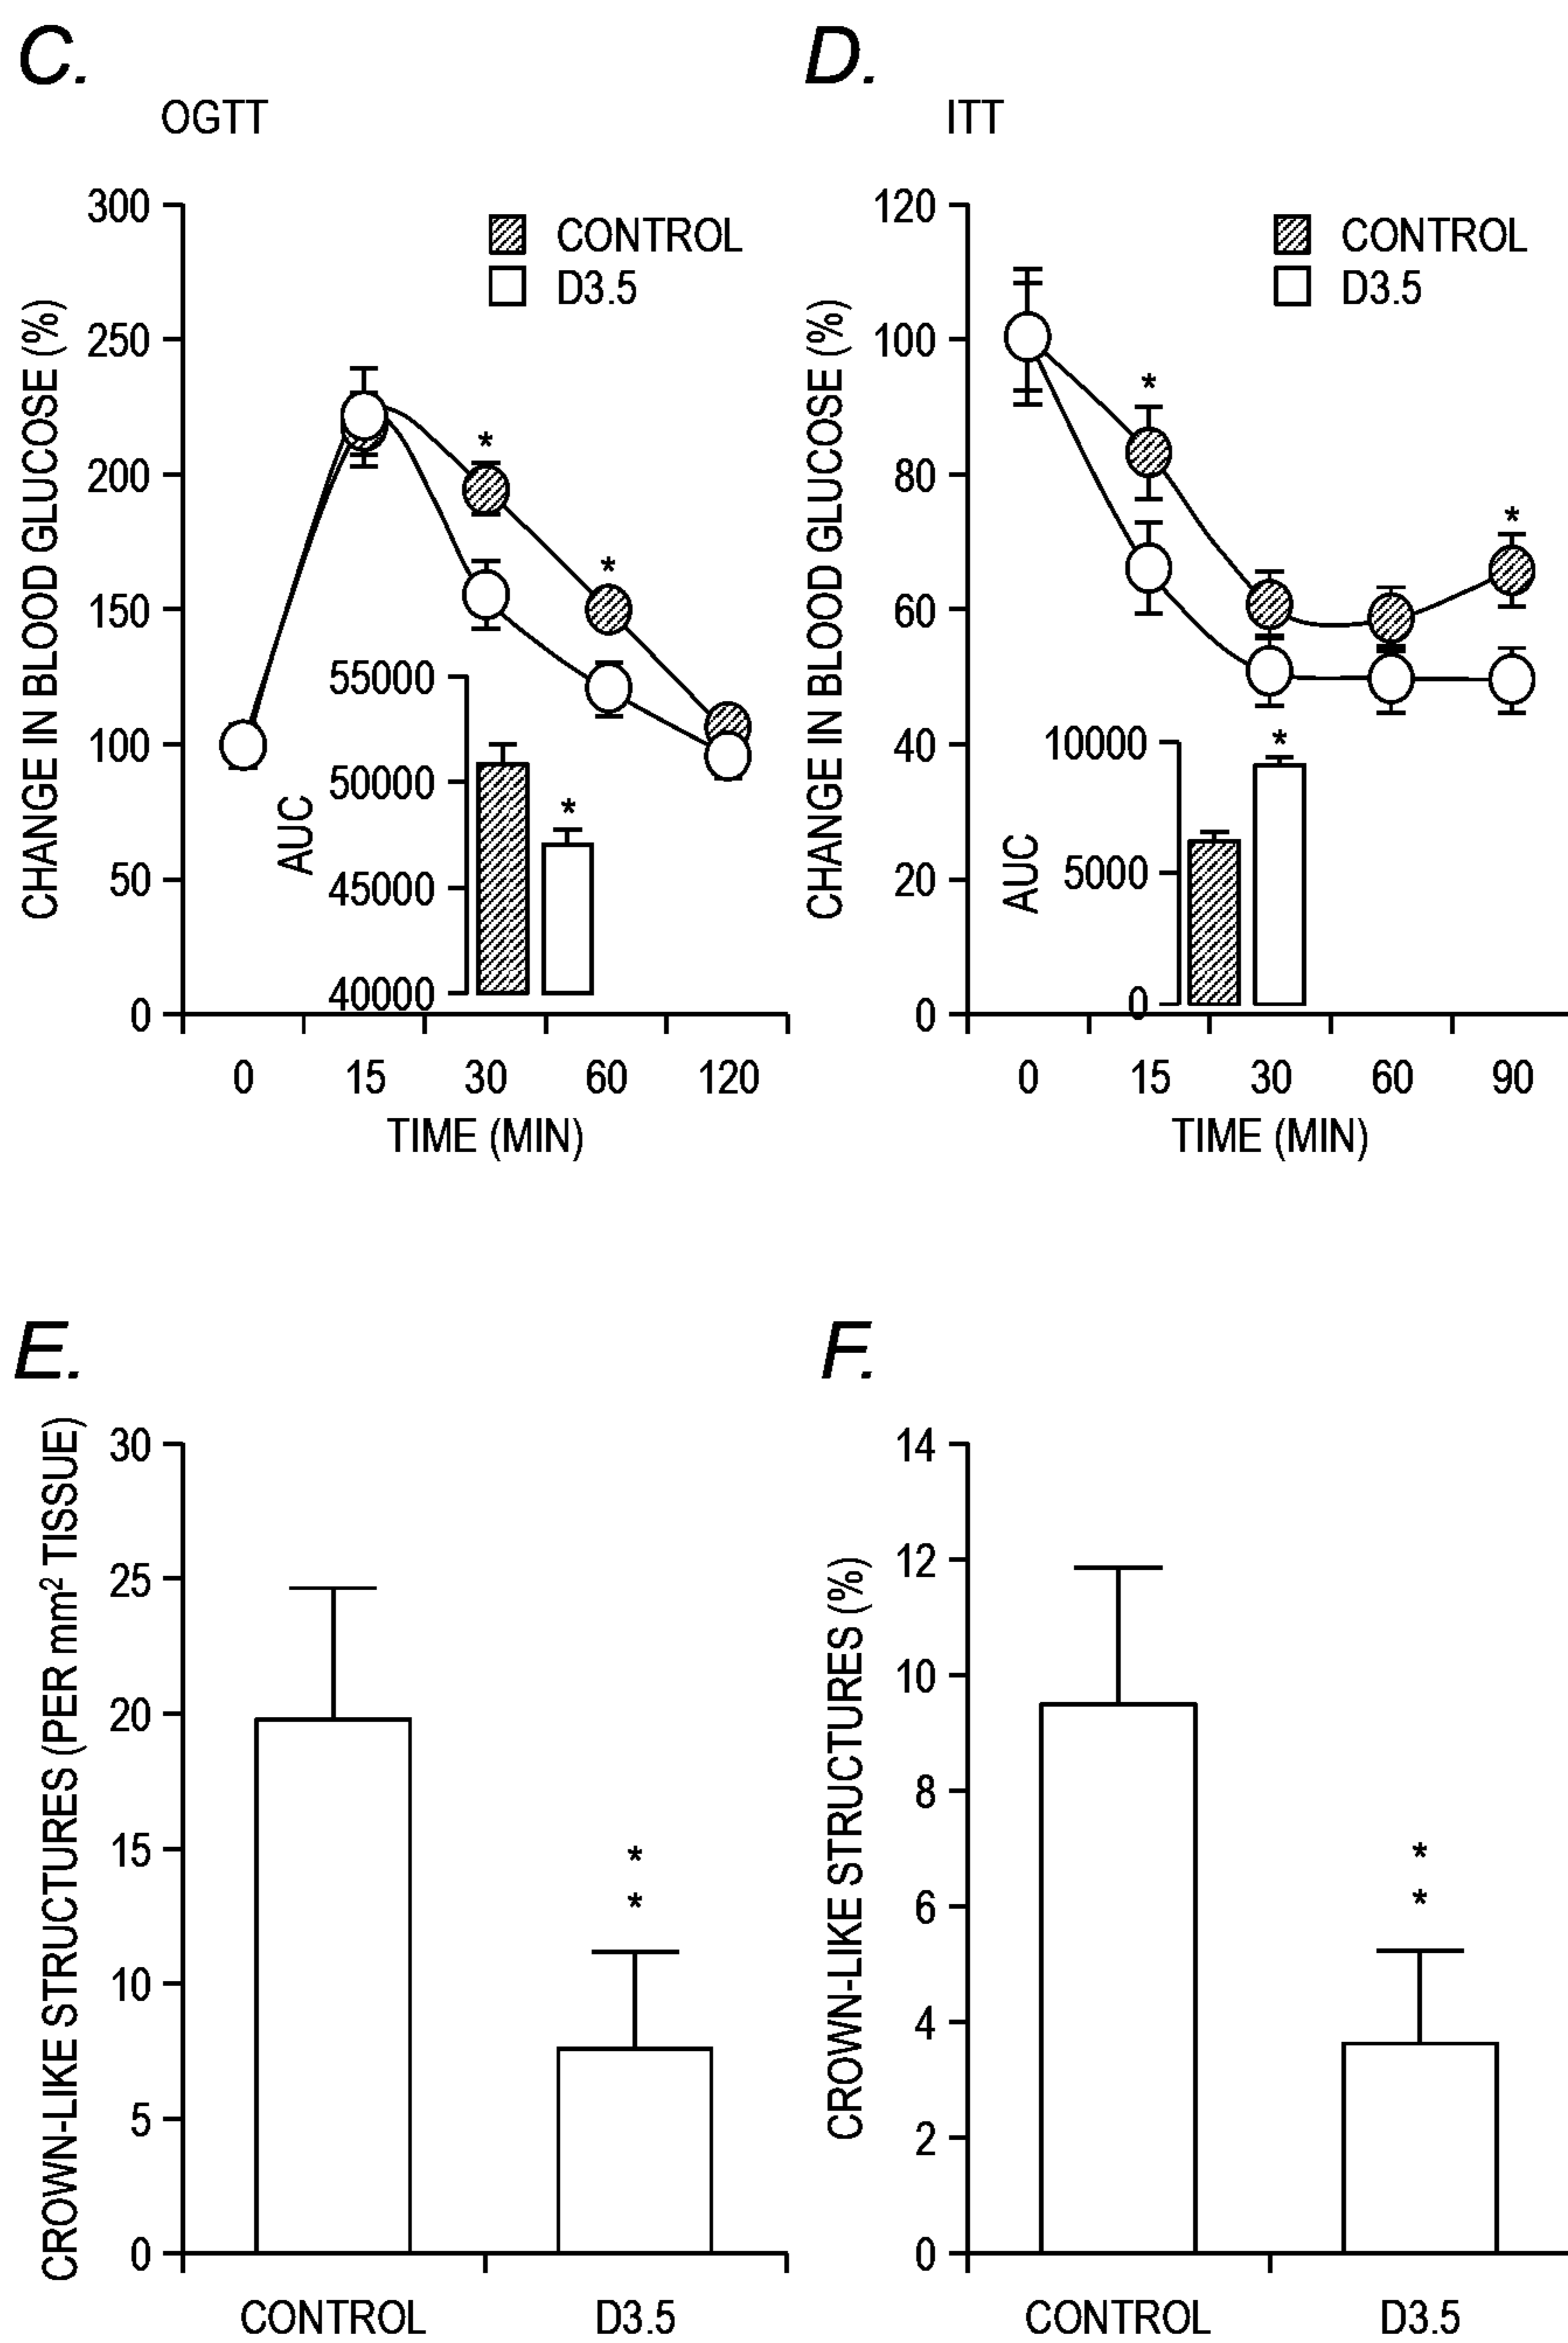 C.
OGTT
CHANGE IN BLOOD GLUCOSE (%)
300
250
200
150
100
50
0
CONTROL
D3.5
*
*
AUC
55000
50000
45000
40000
*
0 15 30 60 120
TIME (MIN)
D.
ITT
CHANGE IN BLOOD GLUCOSE (%)
120
100
80
60
40
20
0
CONTROL
D3.5
*
*
AUC
10000
5000
0
*
0 15 30 60 90
TIME (MIN)
E.
CROWN-LIKE STRUCTURES (PER mm² TISSUE)
30
25
20
15
10
5
0
*
*
CONTROL D3.5
F.
CROWN-LIKE STRUCTURES (%)
14
12
10
8
6
4
2
0
*
*
CONTROL D3.5